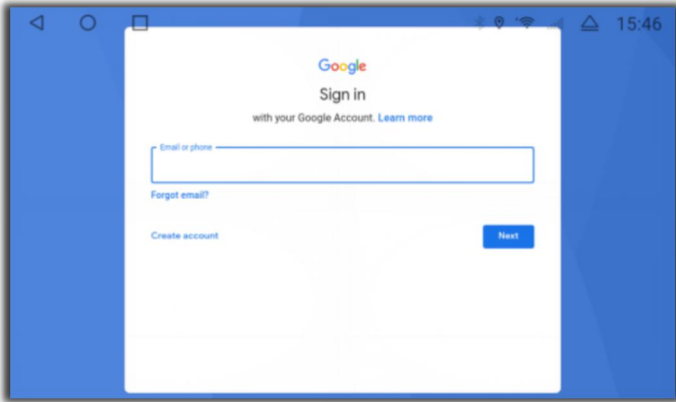 15:46
Google
Sign in
with your Google Account. Learn more
Email or phone
Forgot email?
Create account
Next